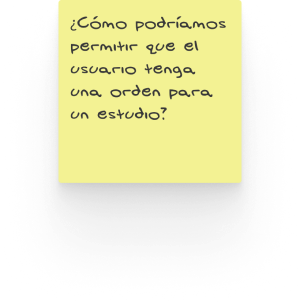 ¿Cómo podríamos
permitir que el
usuario tenga
una orden para
un estudio?